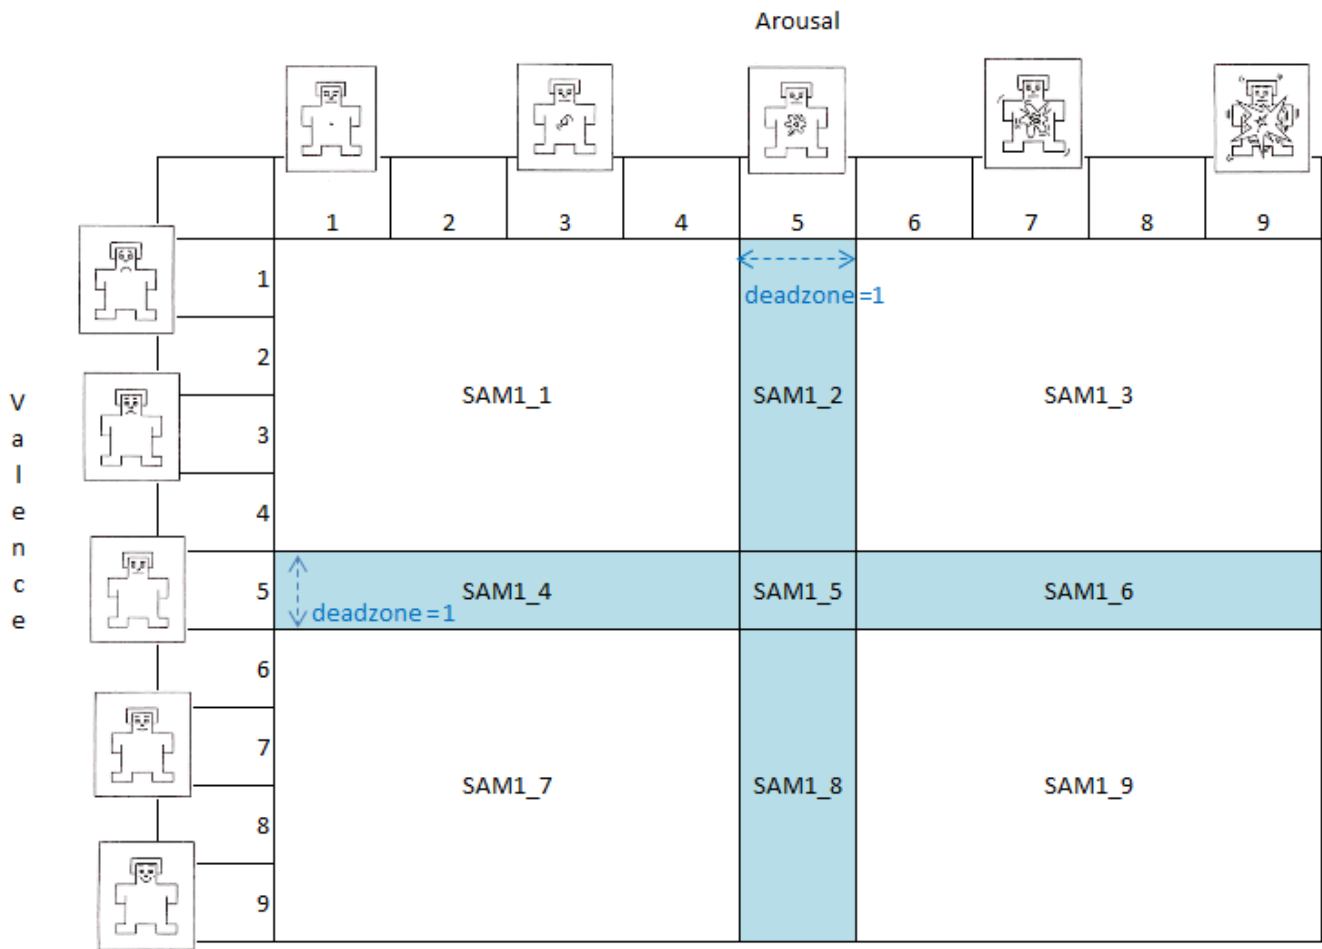 Arousal
1 2 3 4 5 6 7 8 9
1
deadzone =1
2
SAM1_1 SAM1_2 SAM1_3
3
4
5
SAM1_4 SAM1_5 SAM1_6
deadzone =1
6
7
SAM1_7 SAM1_8 SAM1_9
8
9
Valence